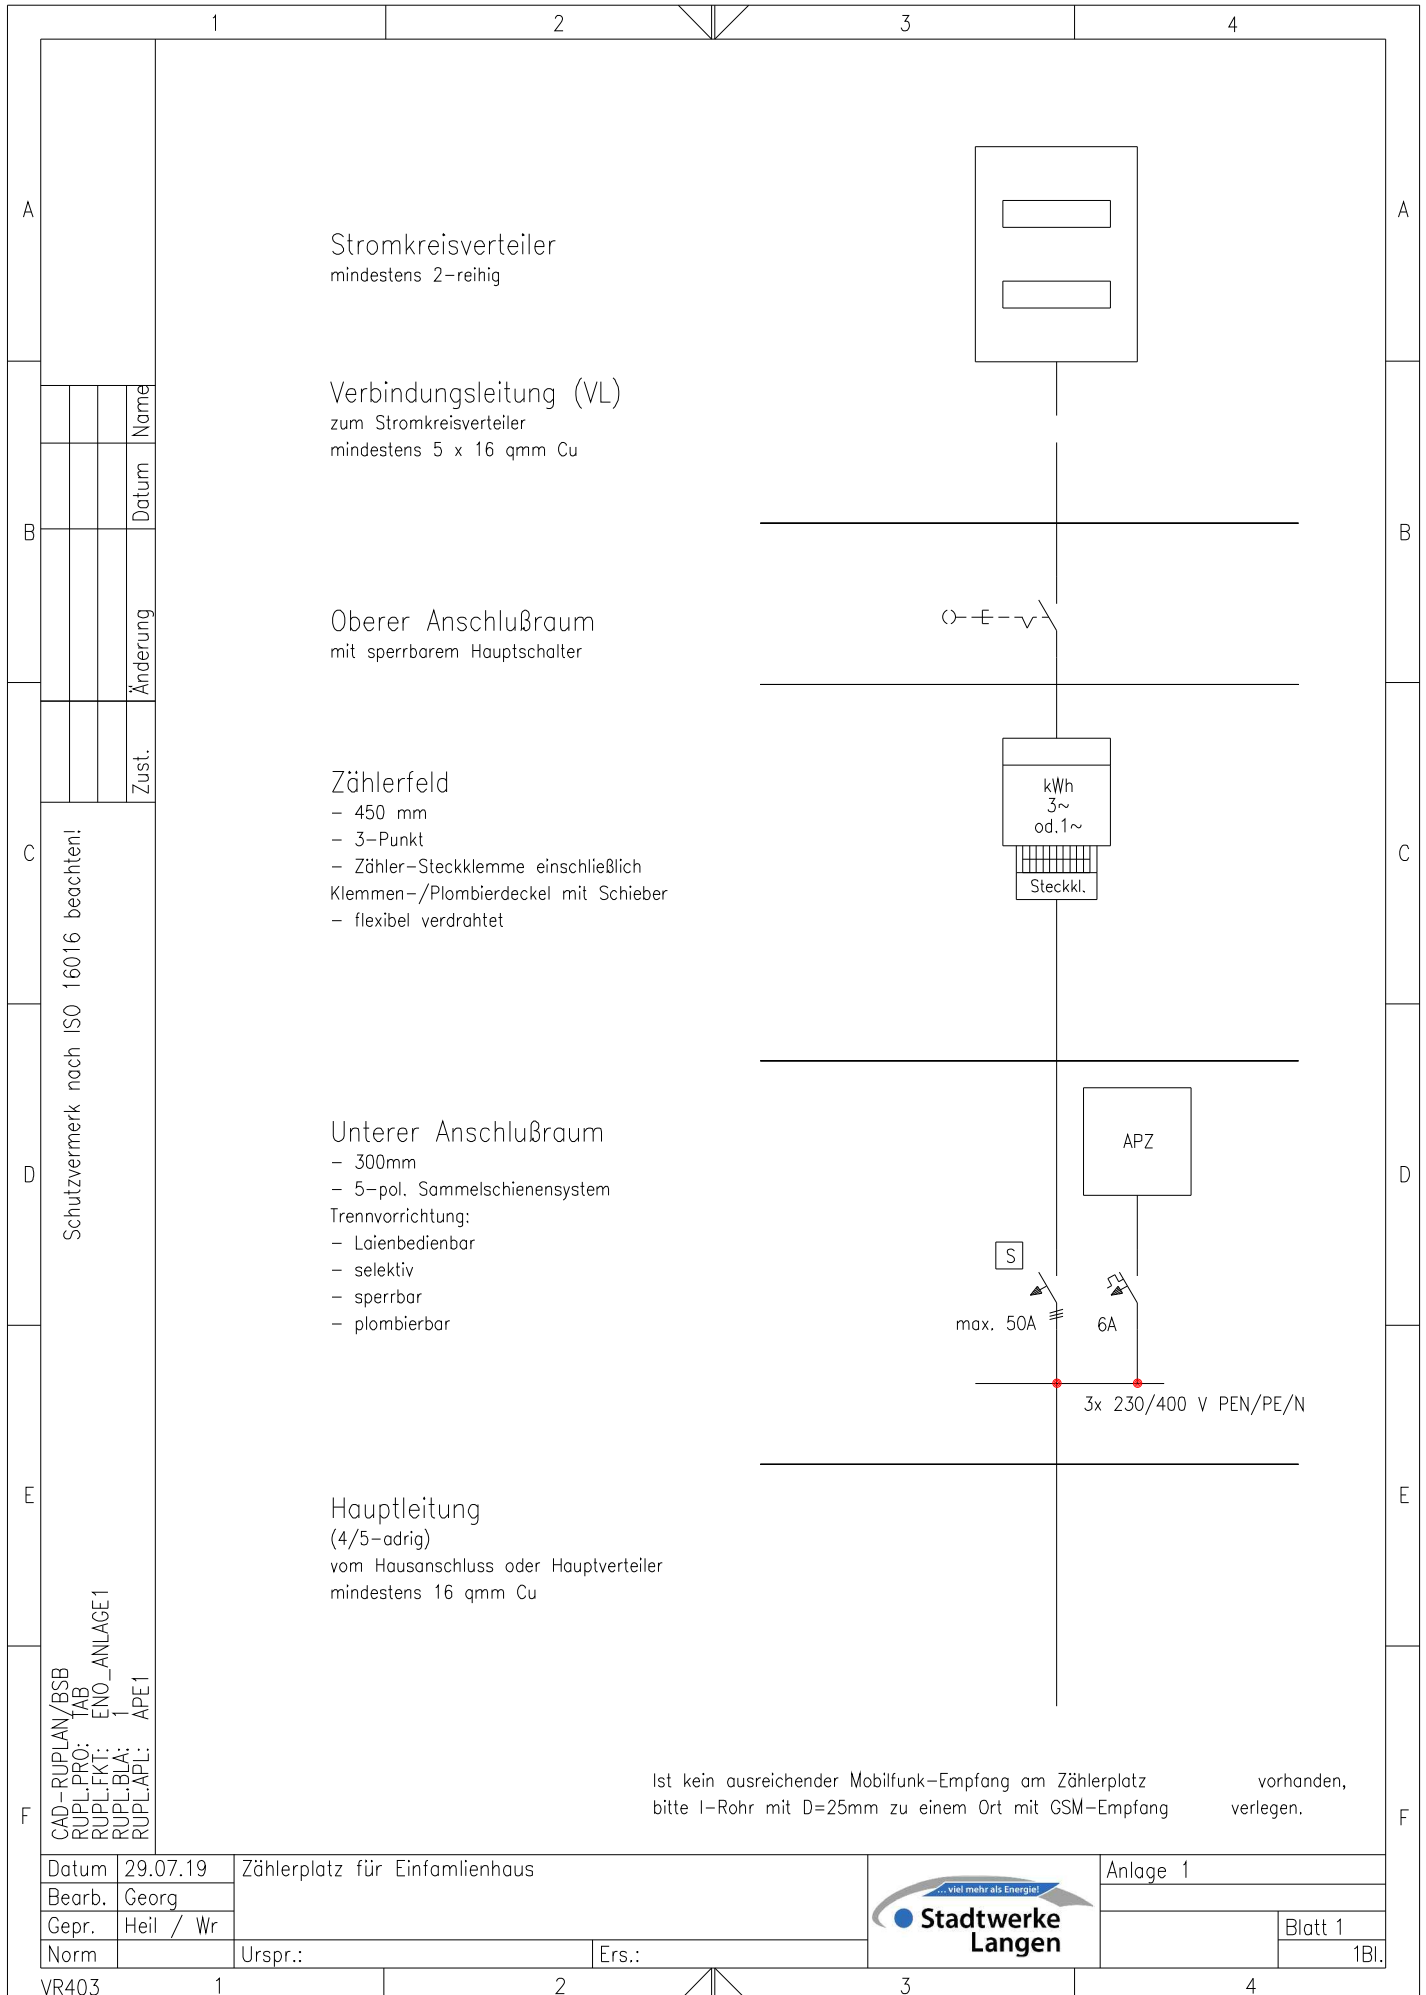 1 2 3 4
A A
Stromkreisverteiler
mindestens 2-reihig
Verbindungsleitung (VL)
zum Stromkreisverteiler
mindestens 5 x 16 qmm Cu
Name
Datum
Änderung
Zust.
B B
Oberer Anschlußraum
mit sperrbarem Hauptschalter
Zählerfeld
- 450 mm
- 3-Punkt
- Zähler-Steckklemme einschließlich
Klemmen-/Plombierdeckel mit Schieber
- flexibel verdrahtet
kWh
3~
od.1~
Steckkl.
C C
Schutzvermerk nach ISO 16016 beachten!
Unterer Anschlußraum
- 300mm
- 5-pol. Sammelschienensystem
Trennvorrichtung:
- Laienbedienbar
- selektiv
- sperrbar
- plombierbar
APZ
S
max. 50A
6A
3x 230/400 V PEN/PE/N
D D
Hauptleitung
(4/5-adrig)
vom Hausanschluss oder Hauptverteiler
mindestens 16 qmm Cu
E E
CAD-RUPLAN/BSB
RUPL.PRO: TAB
RUPL.FKT: ENO_ANLAGE1
RUPL.BLA: 1
RUPL.APL: APE1
Ist kein ausreichender Mobilfunk-Empfang am Zählerplatz vorhanden,
bitte I-Rohr mit D=25mm zu einem Ort mit GSM-Empfang verlegen.
F F
Datum 29.07.19 Zählerplatz für Einfamlienhaus
Bearb. Georg
Gepr. Heil / Wr
Norm Urspr.: Ers.:
... viel mehr als Energie!
Stadtwerke
Langen
Anlage 1
Blatt 1
1Bl.
VR403 1 2 3 4